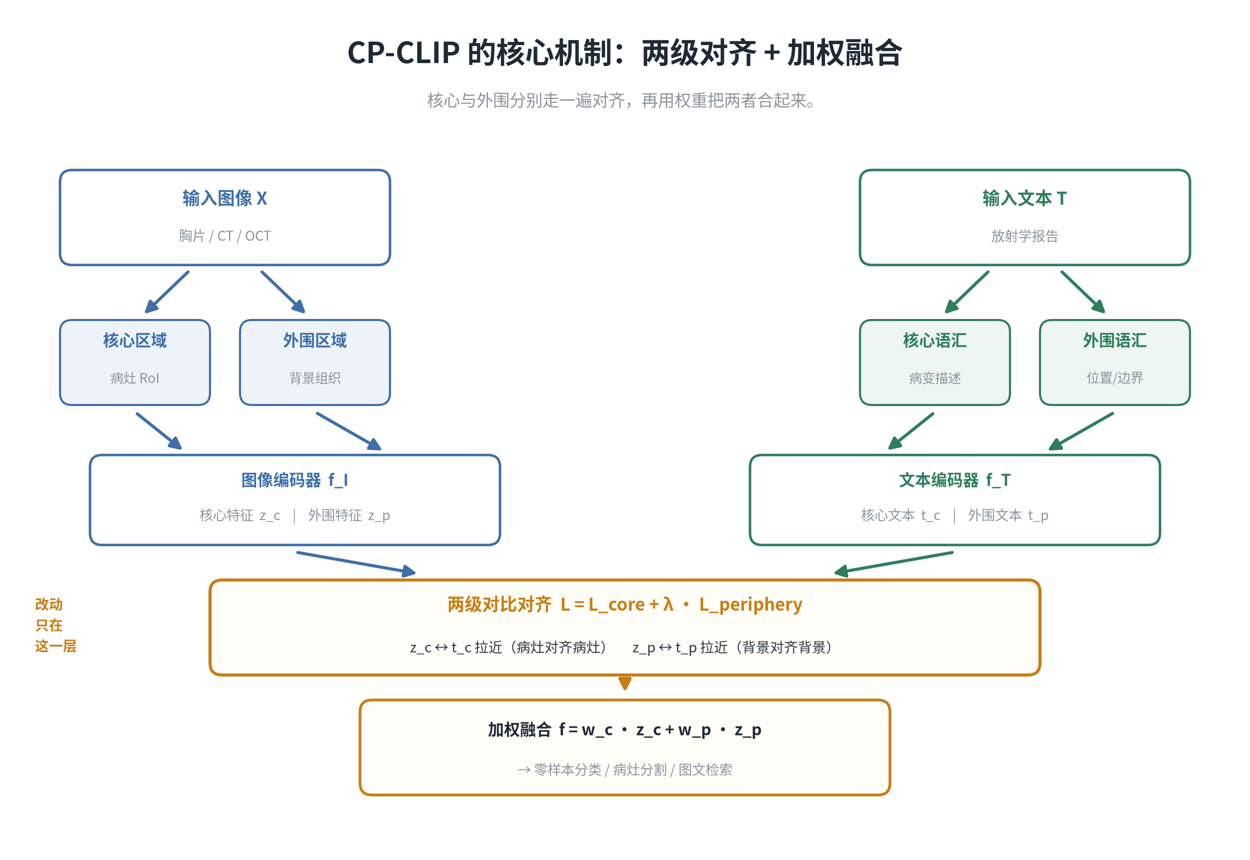 CP-CLIP 的核心机制：两级对齐 + 加权融合
核心与外围分别走一遍对齐，再用权重把两者合起来。
输入图像 X
胸片 / CT / OCT
输入文本 T
放射学报告
核心区域
病灶 RoI
外围区域
背景组织
核心语汇
病变描述
外围语汇
位置/边界
图像编码器 f_I
核心特征 z_c | 外围特征 z_p
文本编码器 f_T
核心文本 t_c | 外围文本 t_p
改动
只在
这一层
两级对比对齐 L = L_core + λ · L_periphery
z_c ↔ t_c 拉近（病灶对齐病灶） z_p ↔ t_p 拉近（背景对齐背景）
加权融合 f = w_c · z_c + w_p · z_p
→ 零样本分类 / 病灶分割 / 图文检索